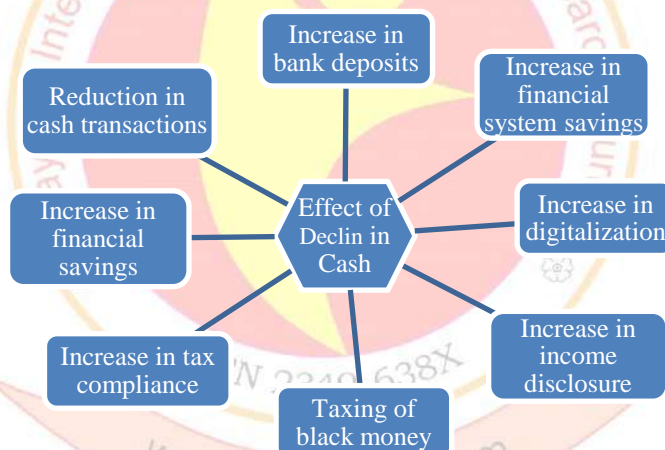 Increase in
bank deposits
Increase in
financial
system savings
Increase in
digitalization
Increase in
income
disclosure
Taxing of
black money
Increase in tax
compliance
Increase in
financial
savings
Reduction in
cash transactions
Effect of
Declin in
Cash